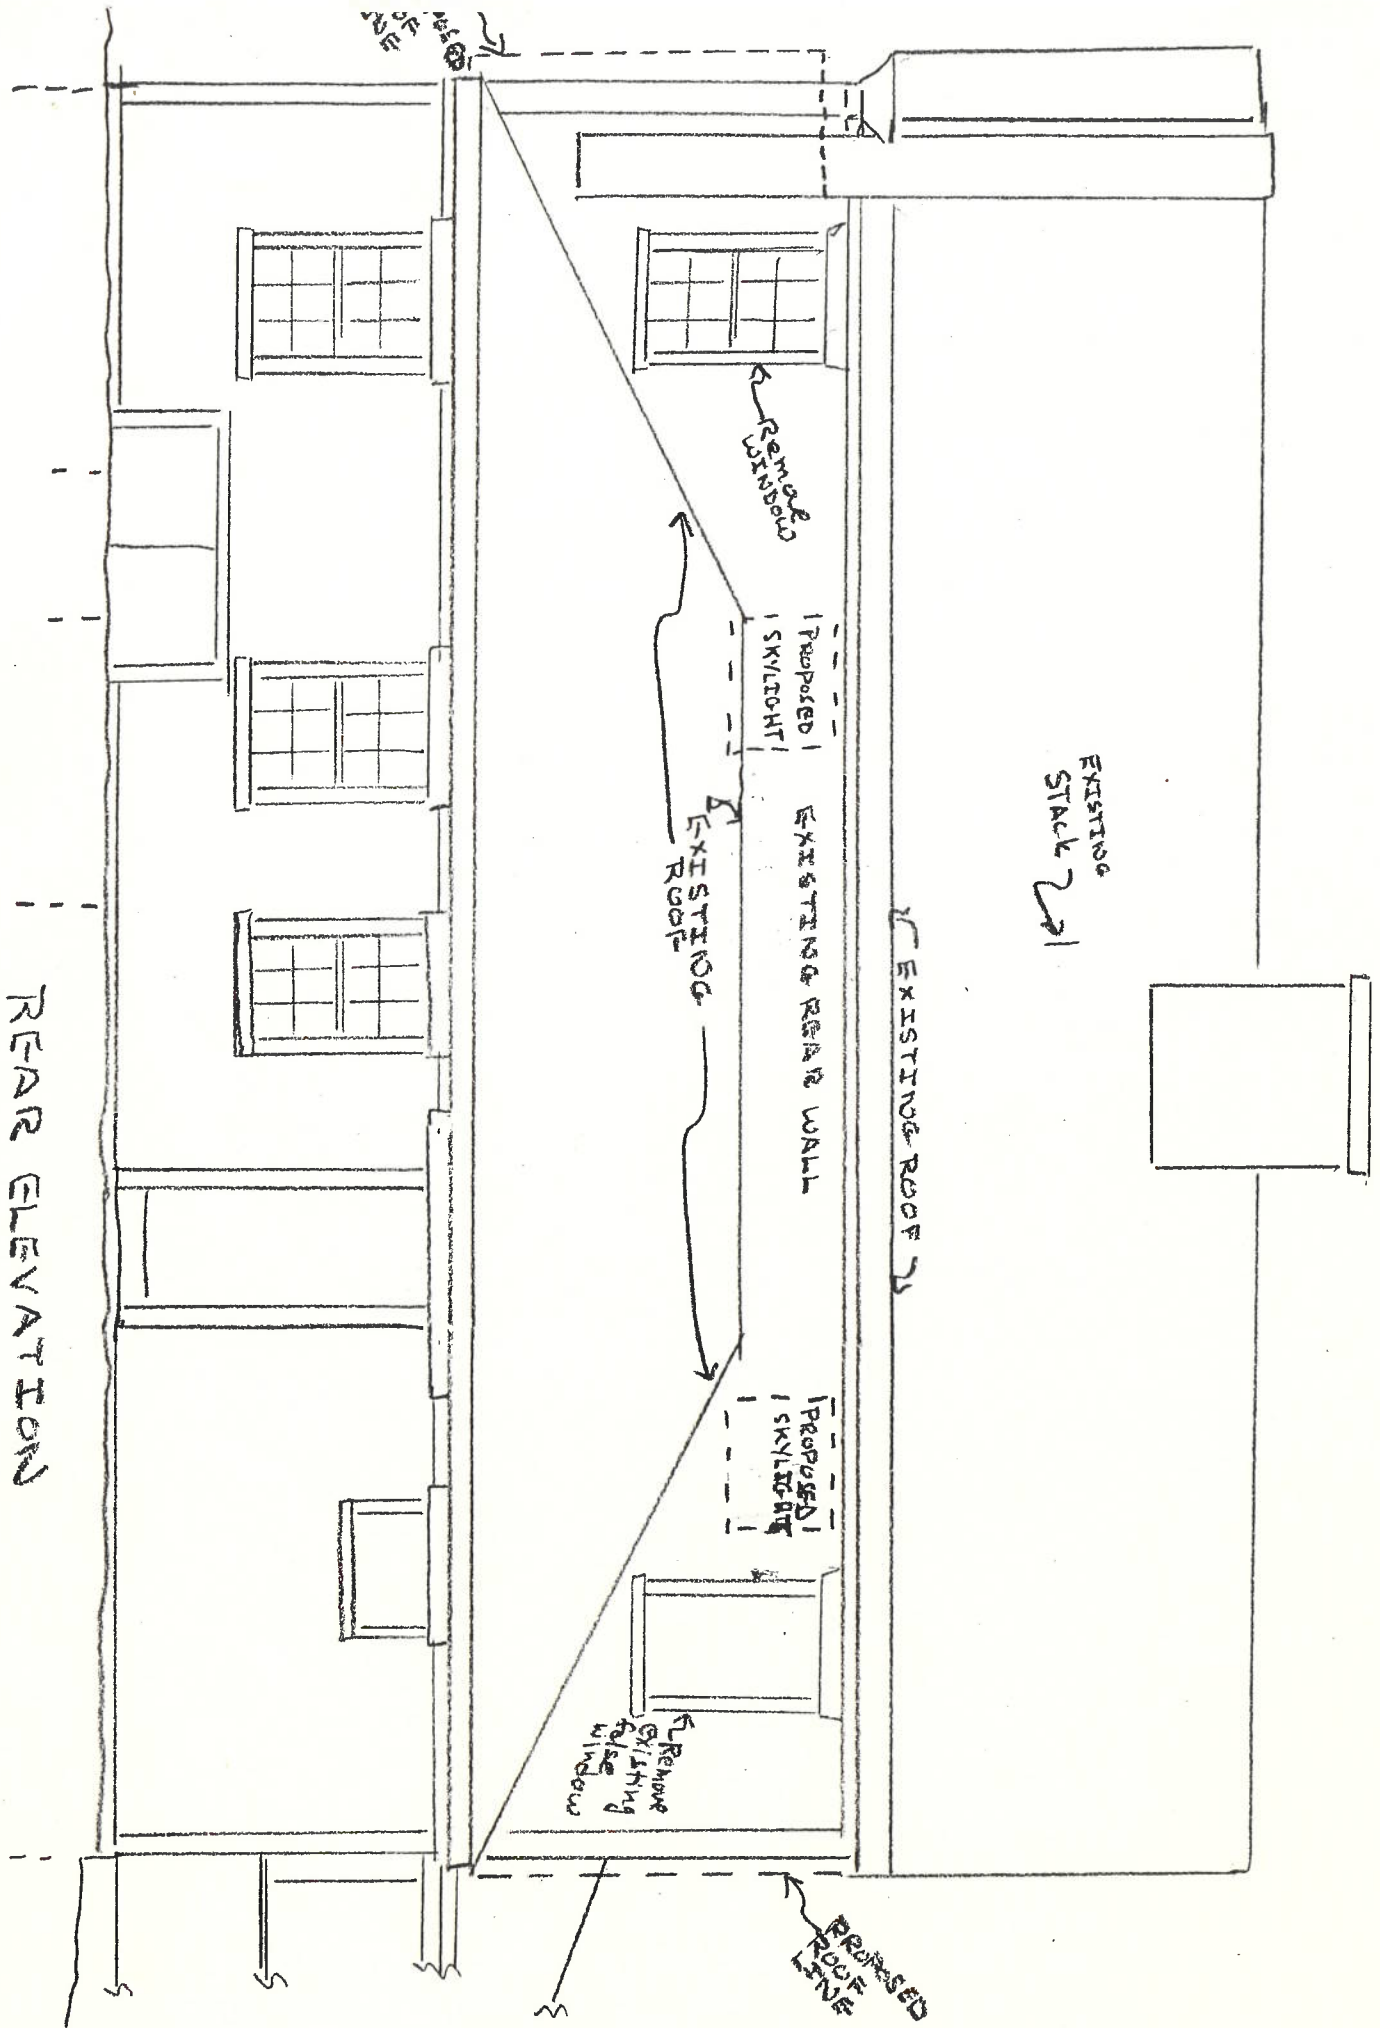 EXISTING
STACK
EXISTING ROOF
PROPOSED
ROOF
LINE
Remove
WINDOW
PROPOSED
SKYLIGHT
EXISTING REAR WALL
PROPOSED
SKYLIGHT
EXISTING
ROOF
Remove
existing
false
window
REAR ELEVATION